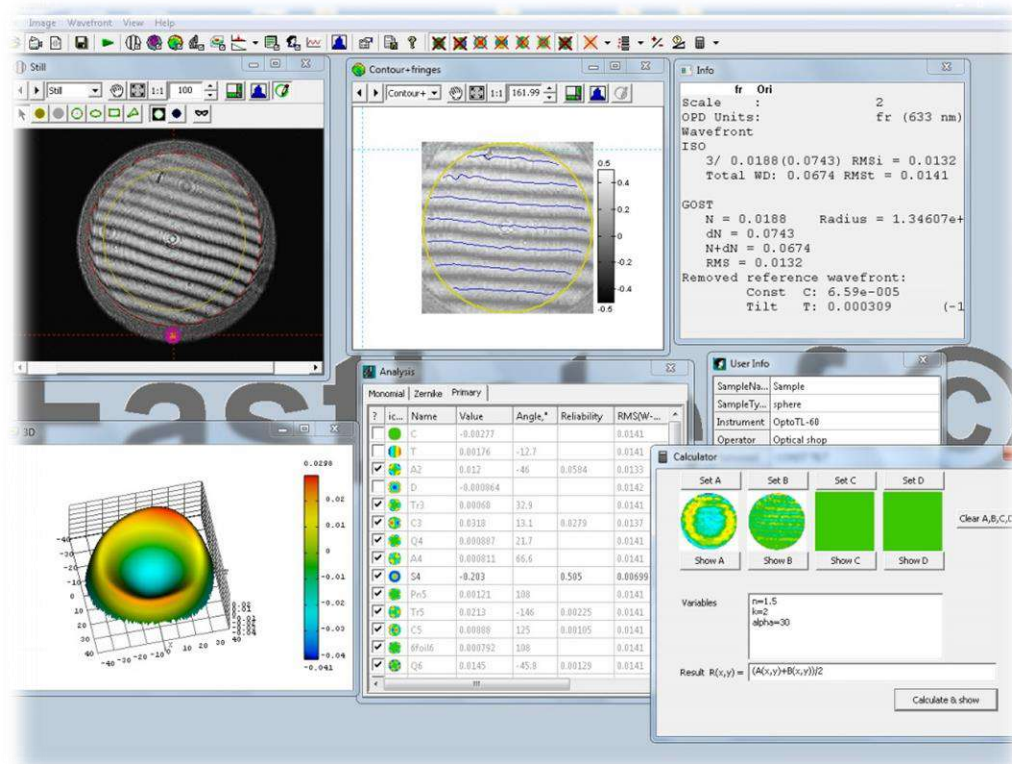 Image Wavefront View Help
Still
Still 100
1:1
Contour+fringes
Contour+ 1:1 161.99
0.5
0.4
0.2
0
-0.2
-0.4
-0.5
Info
fr Ori
Scale : 2
OPD Units: fr (633 nm)
Wavefront
ISO
3/ 0.0188(0.0743) RMSi = 0.0132
Total WD: 0.0674 RMSt = 0.0141
GOST
N = 0.0188 Radius = 1.34607e+
dN = 0.0743
N+dN = 0.0674
RMS = 0.0132
Removed reference wavefront:
Const C: 6.59e-005
Tilt T: 0.000309 (-1
3D
0.0298
0.02
0.01
0
-0.01
-0.02
-0.03
-0.04
-0.041
Analysis
Monomial Zernike Primary
? ic... Name Value Angle,° Reliability RMS(W-...
C -0.00277 0.0141
T 0.00176 -12.7 0.0141
A2 0.012 -46 0.0504 0.0133
D -0.000864 0.0142
Tr3 0.00068 32.9 0.0141
C3 0.0318 13.1 0.0279 0.0137
Q4 0.000887 21.7 0.0141
A4 0.000811 66.6 0.0141
S4 -0.203 0.505 0.00699
Pn5 0.00121 108 0.0141
Tr5 0.0213 -146 0.00225 0.0141
C5 0.00808 125 0.00105 0.0141
6foil6 0.000792 108 0.0141
Q6 0.0145 -45.8 0.00129 0.0141
User Info
SampleNa... Sample
SampleTy... sphere
Instrument OptoTL-60
Operator Optical shop
Calculator
Set A Set B Set C Set D
Clear A,B,C,D
Show A Show B Show C Show D
Variables
n=1.5
k=2
alpha=30
Result R(x,y) = (A(x,y)+B(x,y))/2
Calculate & show